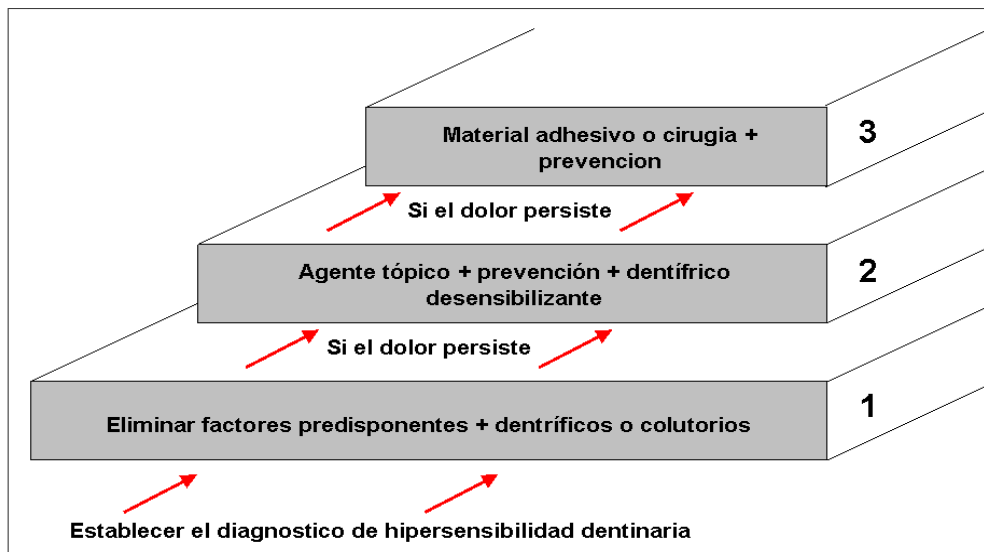 Material adhesivo o cirugia +
prevencion
3
Si el dolor persiste
Agente tópico + prevención + dentífrico
desensibilizante
2
Si el dolor persiste
Eliminar factores predisponentes + dentríficos o colutorios
1
Establecer el diagnostico de hipersensibilidad dentinaria